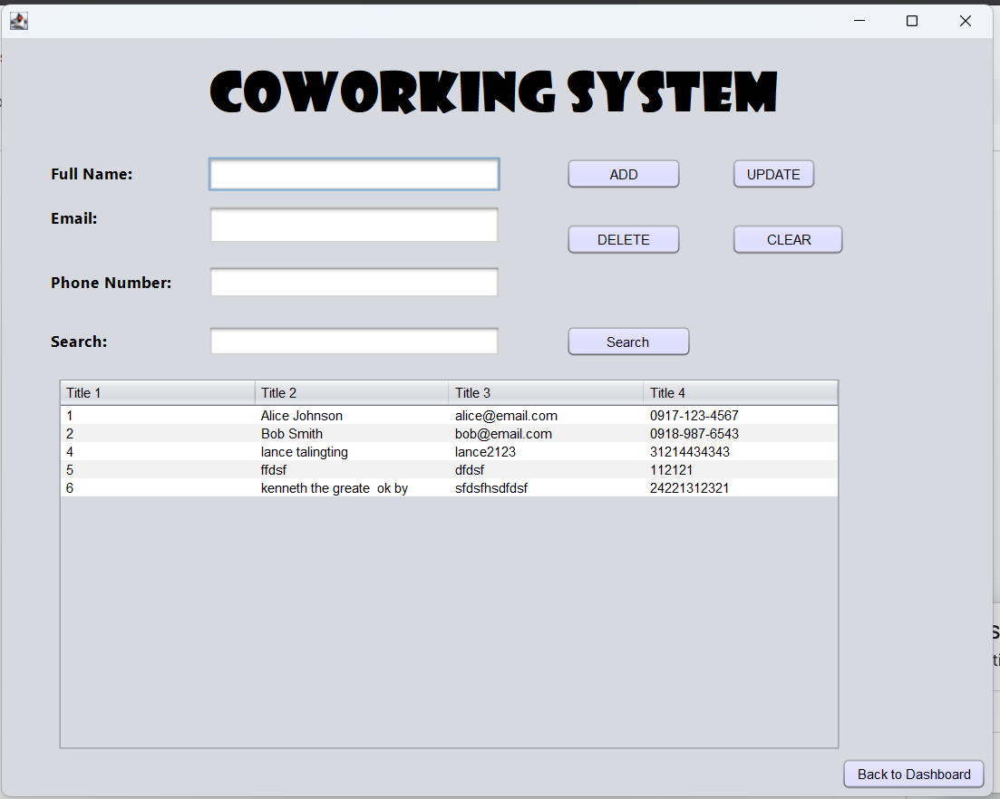 COWORKING SYSTEM
Full Name:
ADD
UPDATE
Email:
DELETE
CLEAR
Phone Number:
Search:
Search
Title 1 Title 2 Title 3 Title 4
1 Alice Johnson alice@email.com 0917-123-4567
2 Bob Smith bob@email.com 0918-987-6543
4 lance talingting lance2123 31214434343
5 ffdsf dfdsf 112121
6 kenneth the greate  ok by sfdsfhsdfdsf 24221312321
Back to Dashboard